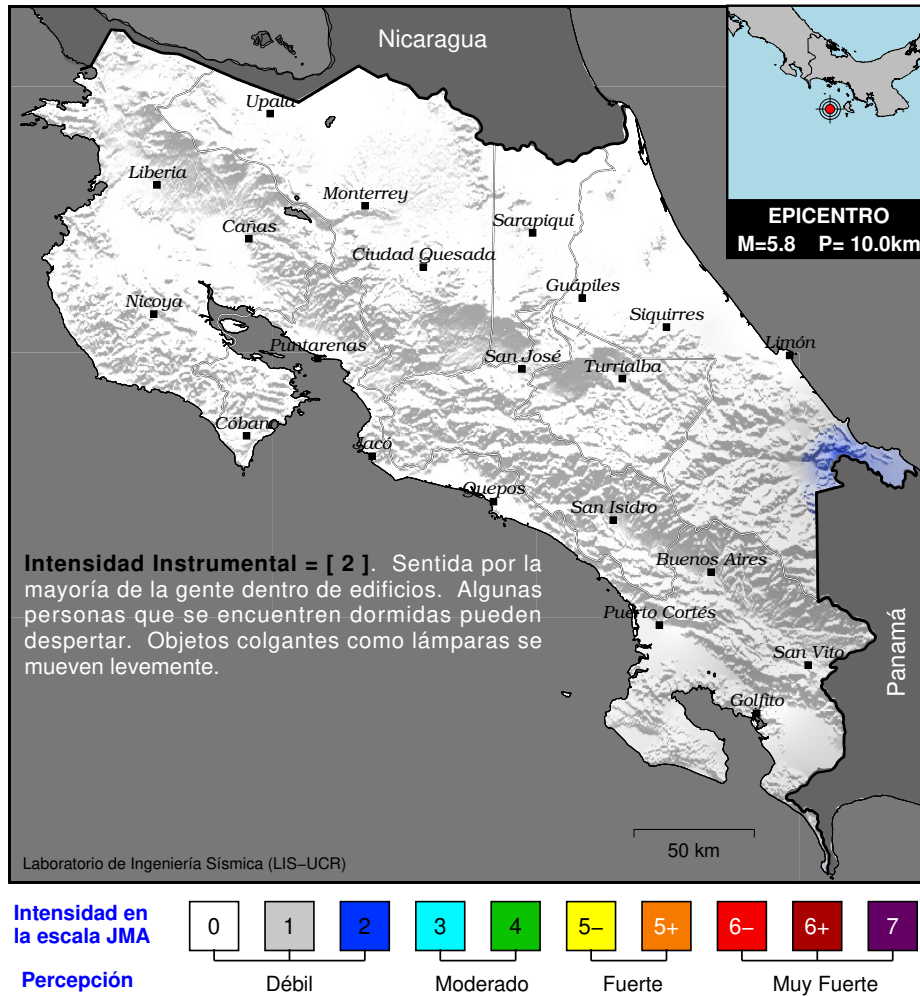 Nicaragua
EPICENTRO
M=5.8 P= 10.0km
Upala
Liberia
Monterrey
Sarapiquí
Cañas
Ciudad Quesada
Guápiles
Nicoya
Siquirres
Puntarenas
San José
Limón
Turrialba
Cóbano
Jacó
Quepos
San Isidro
Intensidad Instrumental = [ 2 ]. Sentida por la
mayoría de la gente dentro de edificios. Algunas
personas que se encuentren dormidas pueden
despertar. Objetos colgantes como lámparas se
mueven levemente.
Buenos Aires
Puerto Cortés
San Vito
Panamá
Golfito
50 km
Laboratorio de Ingeniería Sísmica (LIS−UCR)
Intensidad en
la escala JMA
0 1 2 3 4 5− 5+ 6− 6+ 7
Percepción
Débil Moderado Fuerte Muy Fuerte